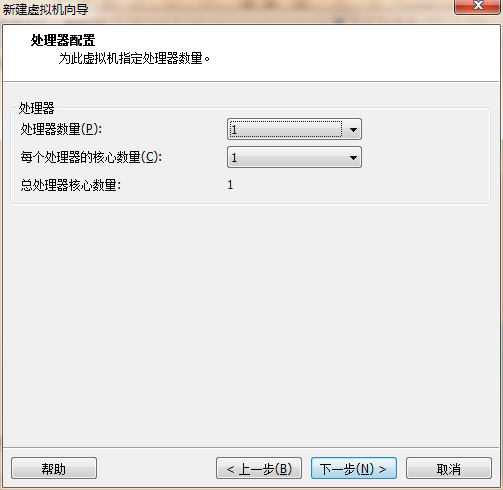 新建虚拟机向导
处理器配置
为此虚拟机指定处理器数量。
处理器
处理器数量(P): 1
每个处理器的核心数量(C): 1
总处理器核心数量: 1
帮助 < 上一步(B) 下一步(N) > 取消